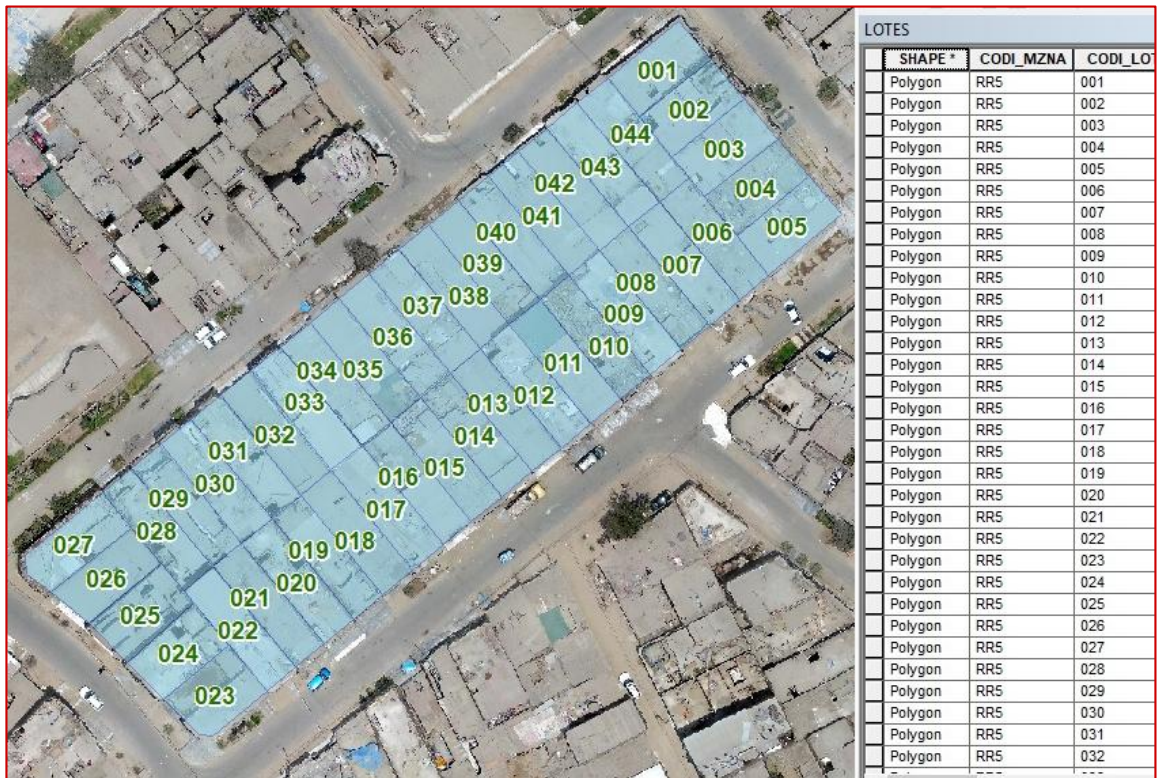 001
002
044
003
043
042
004
041
005
006
040
039
007
008
038
037
009
036
010
011
034 035
012
033
013
032
014
031
015
016
030
029
017
028
018
027
019
026
020
021
025
022
024
023
LOTES
SHAPE * CODI_MZNA CODI_LOT
Polygon RR5 001
Polygon RR5 002
Polygon RR5 003
Polygon RR5 004
Polygon RR5 005
Polygon RR5 006
Polygon RR5 007
Polygon RR5 008
Polygon RR5 009
Polygon RR5 010
Polygon RR5 011
Polygon RR5 012
Polygon RR5 013
Polygon RR5 014
Polygon RR5 015
Polygon RR5 016
Polygon RR5 017
Polygon RR5 018
Polygon RR5 019
Polygon RR5 020
Polygon RR5 021
Polygon RR5 022
Polygon RR5 023
Polygon RR5 024
Polygon RR5 025
Polygon RR5 026
Polygon RR5 027
Polygon RR5 028
Polygon RR5 029
Polygon RR5 030
Polygon RR5 031
Polygon RR5 032